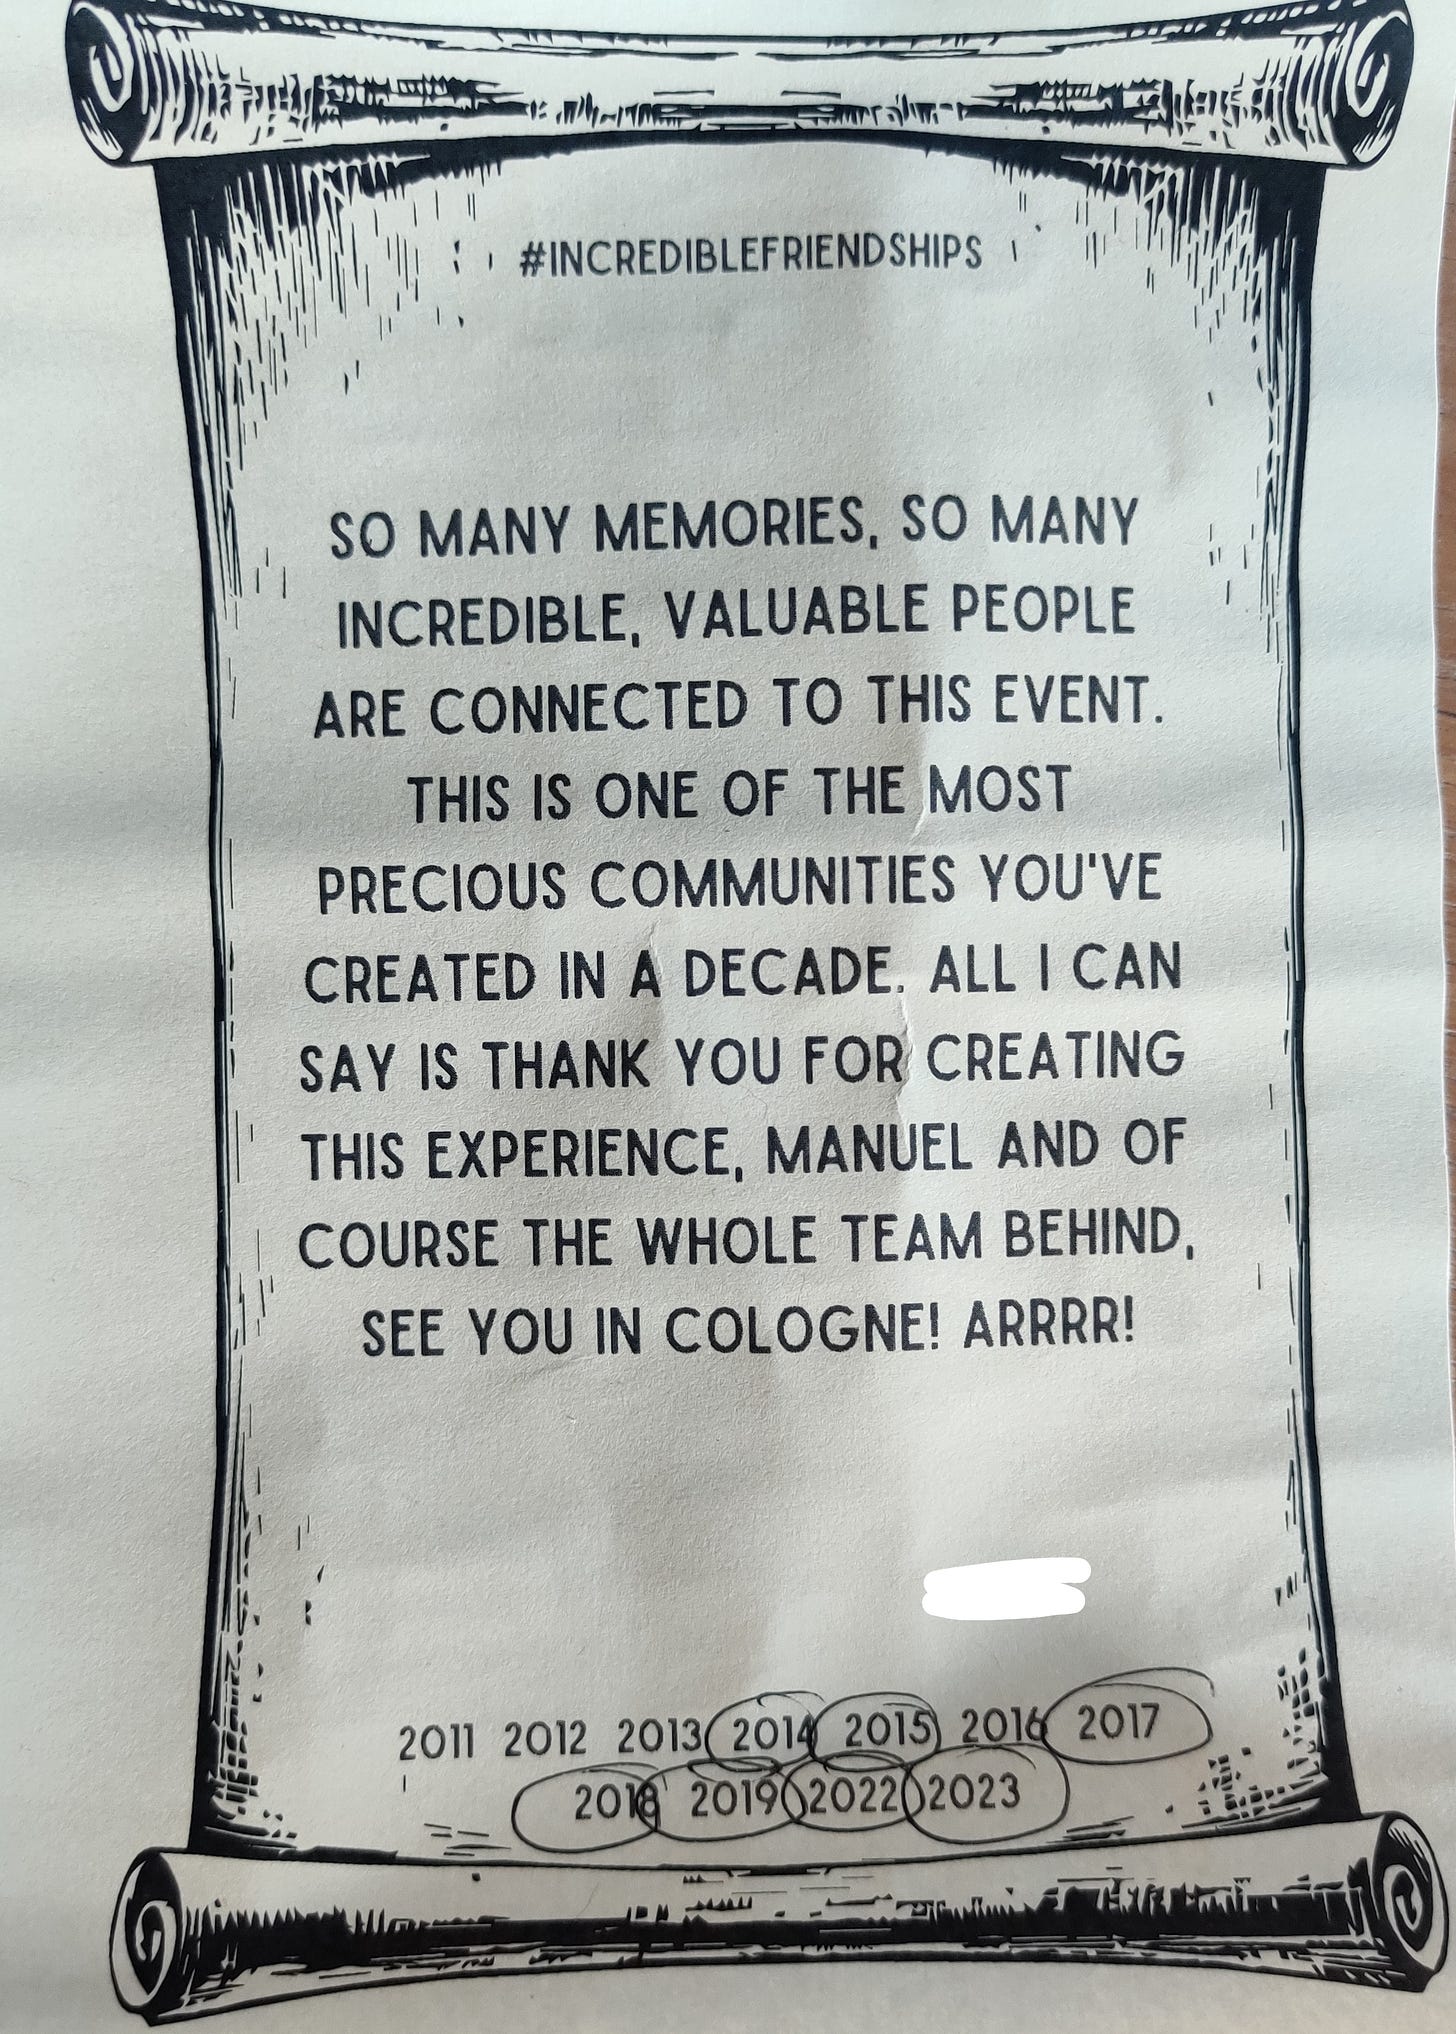 #INCREDIBLEFRIENDSHIPS
SO MANY MEMORIES, SO MANY
INCREDIBLE, VALUABLE PEOPLE
ARE CONNECTED TO THIS EVENT.
THIS IS ONE OF THE MOST
PRECIOUS COMMUNITIES YOU'VE
CREATED IN A DECADE. ALL I CAN
SAY IS THANK YOU FOR CREATING
THIS EXPERIENCE, MANUEL AND OF
COURSE THE WHOLE TEAM BEHIND,
SEE YOU IN COLOGNE! ARRRR!
2011 2012 2013 2014 2015 2016 2017
2018 2019 2022 2023